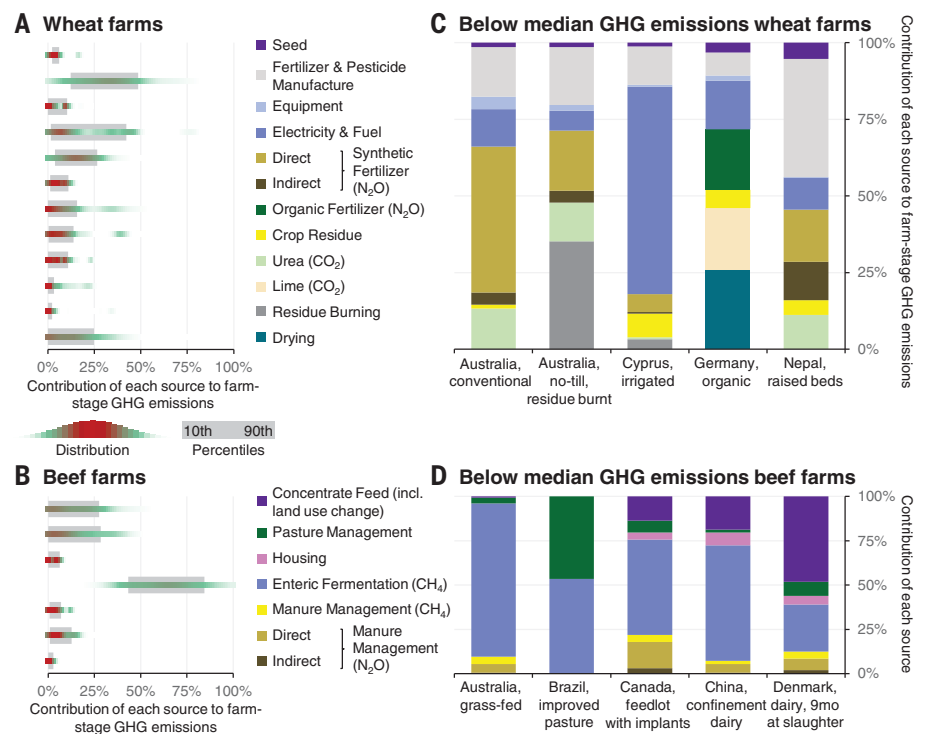 A Wheat farms
Seed
Fertilizer & Pesticide
Manufacture
Equipment
Electricity & Fuel
Direct
Indirect
Synthetic
Fertilizer
(N₂O)
Organic Fertilizer (N₂O)
Crop Residue
Urea (CO₂)
Lime (CO₂)
Residue Burning
Drying
0% 25% 50% 75% 100%
Contribution of each source to farm-
stage GHG emissions
Distribution
10th 90th
Percentiles
C Below median GHG emissions wheat farms
100%
75%
50%
25%
0%
Contribution of each source to farm-stage GHG emissions
Australia,
conventional
Australia,
no-till,
residue burnt
Cyprus,
irrigated
Germany,
organic
Nepal,
raised beds
B Beef farms
Concentrate Feed (incl.
land use change)
Pasture Management
Housing
Enteric Fermentation (CH₄)
Manure Management (CH₄)
Direct
Indirect
Manure
Management
(N₂O)
0% 25% 50% 75% 100%
Contribution of each source to farm-
stage GHG emissions
D Below median GHG emissions beef farms
100%
75%
50%
25%
0%
Contribution of each source
Australia,
grass-fed
Brazil,
improved
pasture
Canada,
feedlot
with implants
China,
confinement
dairy
Denmark,
dairy, 9mo
at slaughter